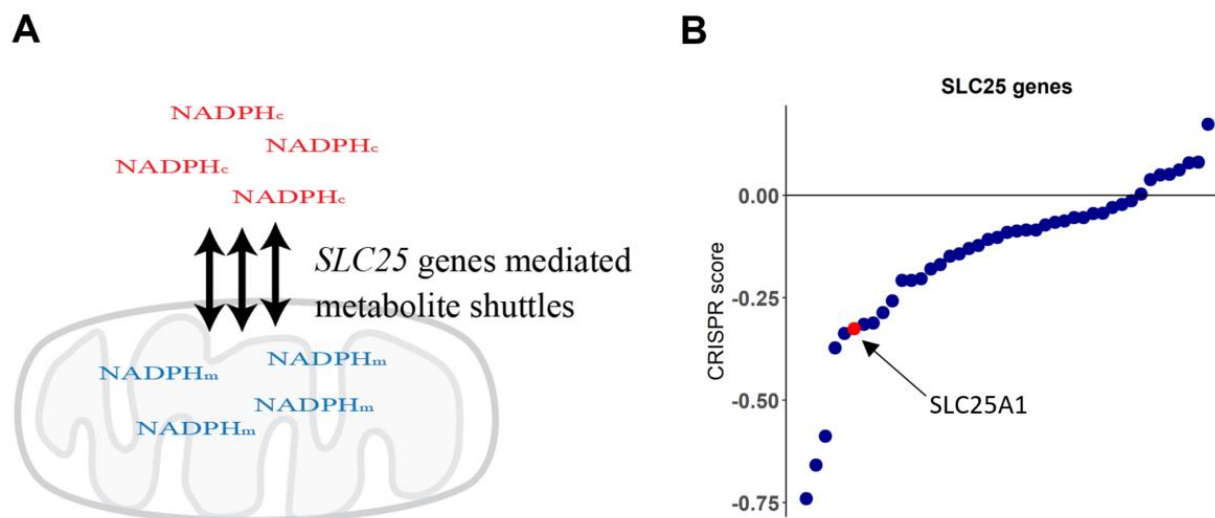 A
NADPHc
NADPHc
NADPHc
NADPHc
SLC25 genes mediated
metabolite shuttles
NADPHm
NADPHm
NADPHm
NADPHm
B
SLC25 genes
CRISPR score
0.00
-0.25
-0.50
-0.75
SLC25A1